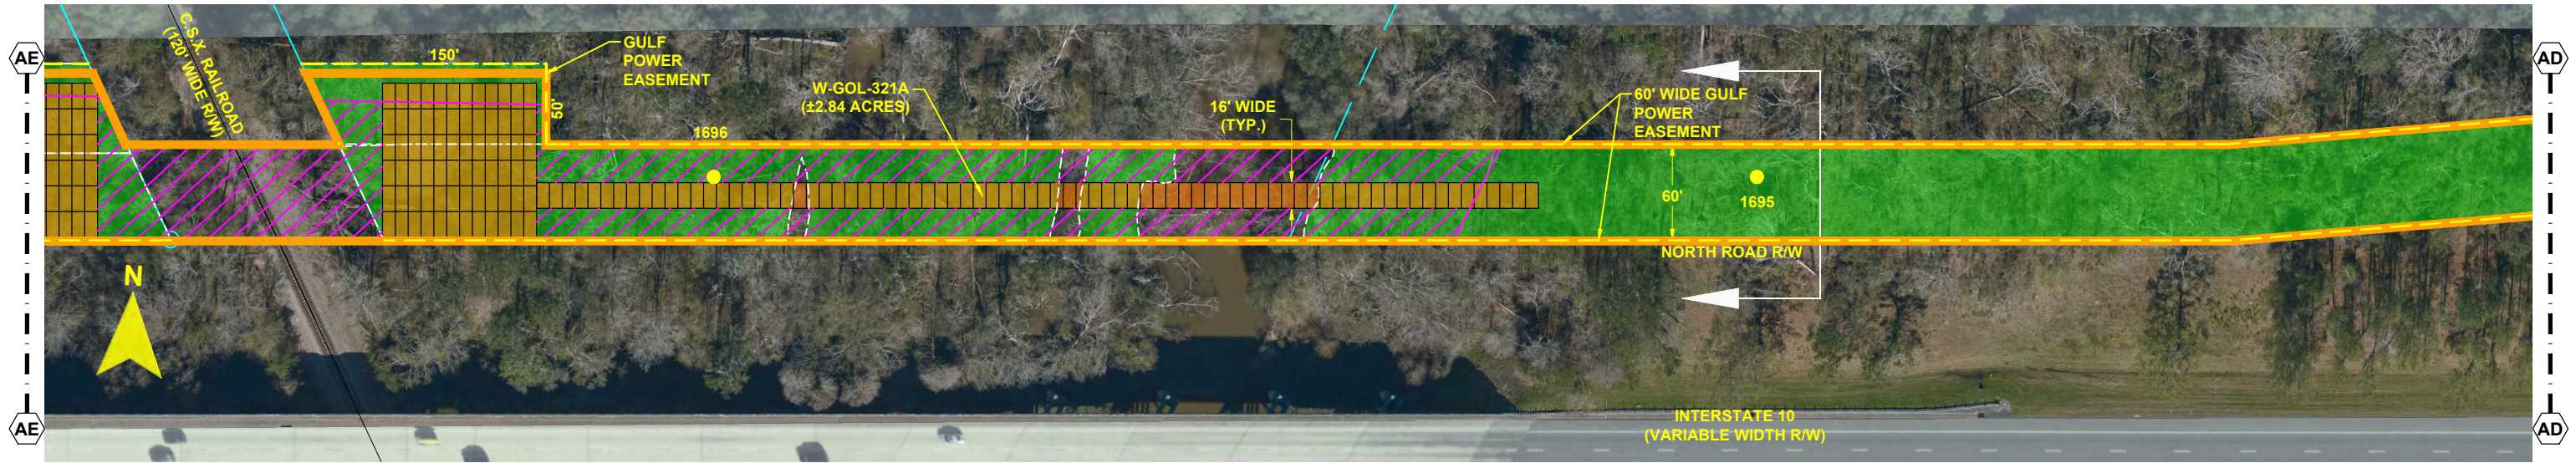 AE
C.S.X. RAILROAD
(120' WIDE R/W)
150'
GULF
POWER
EASEMENT
50'
W-GOL-321A
(±2.84 ACRES)
1696
16' WIDE
(TYP.)
60' WIDE GULF
POWER
EASEMENT
AD
60'
1695
NORTH ROAD R/W
N
INTERSTATE 10
(VARIABLE WIDTH R/W)
AE
AD